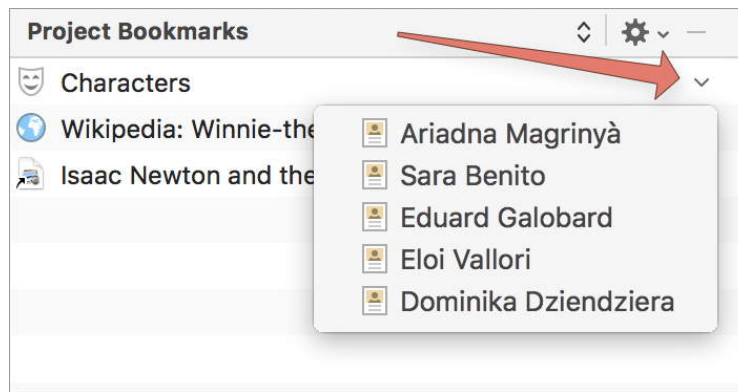 Project Bookmarks
Characters
Wikipedia: Winnie-the
Isaac Newton and the
Ariadna Magrinyà
Sara Benito
Eduard Galobard
Eloi Vallori
Dominika Dziendziera